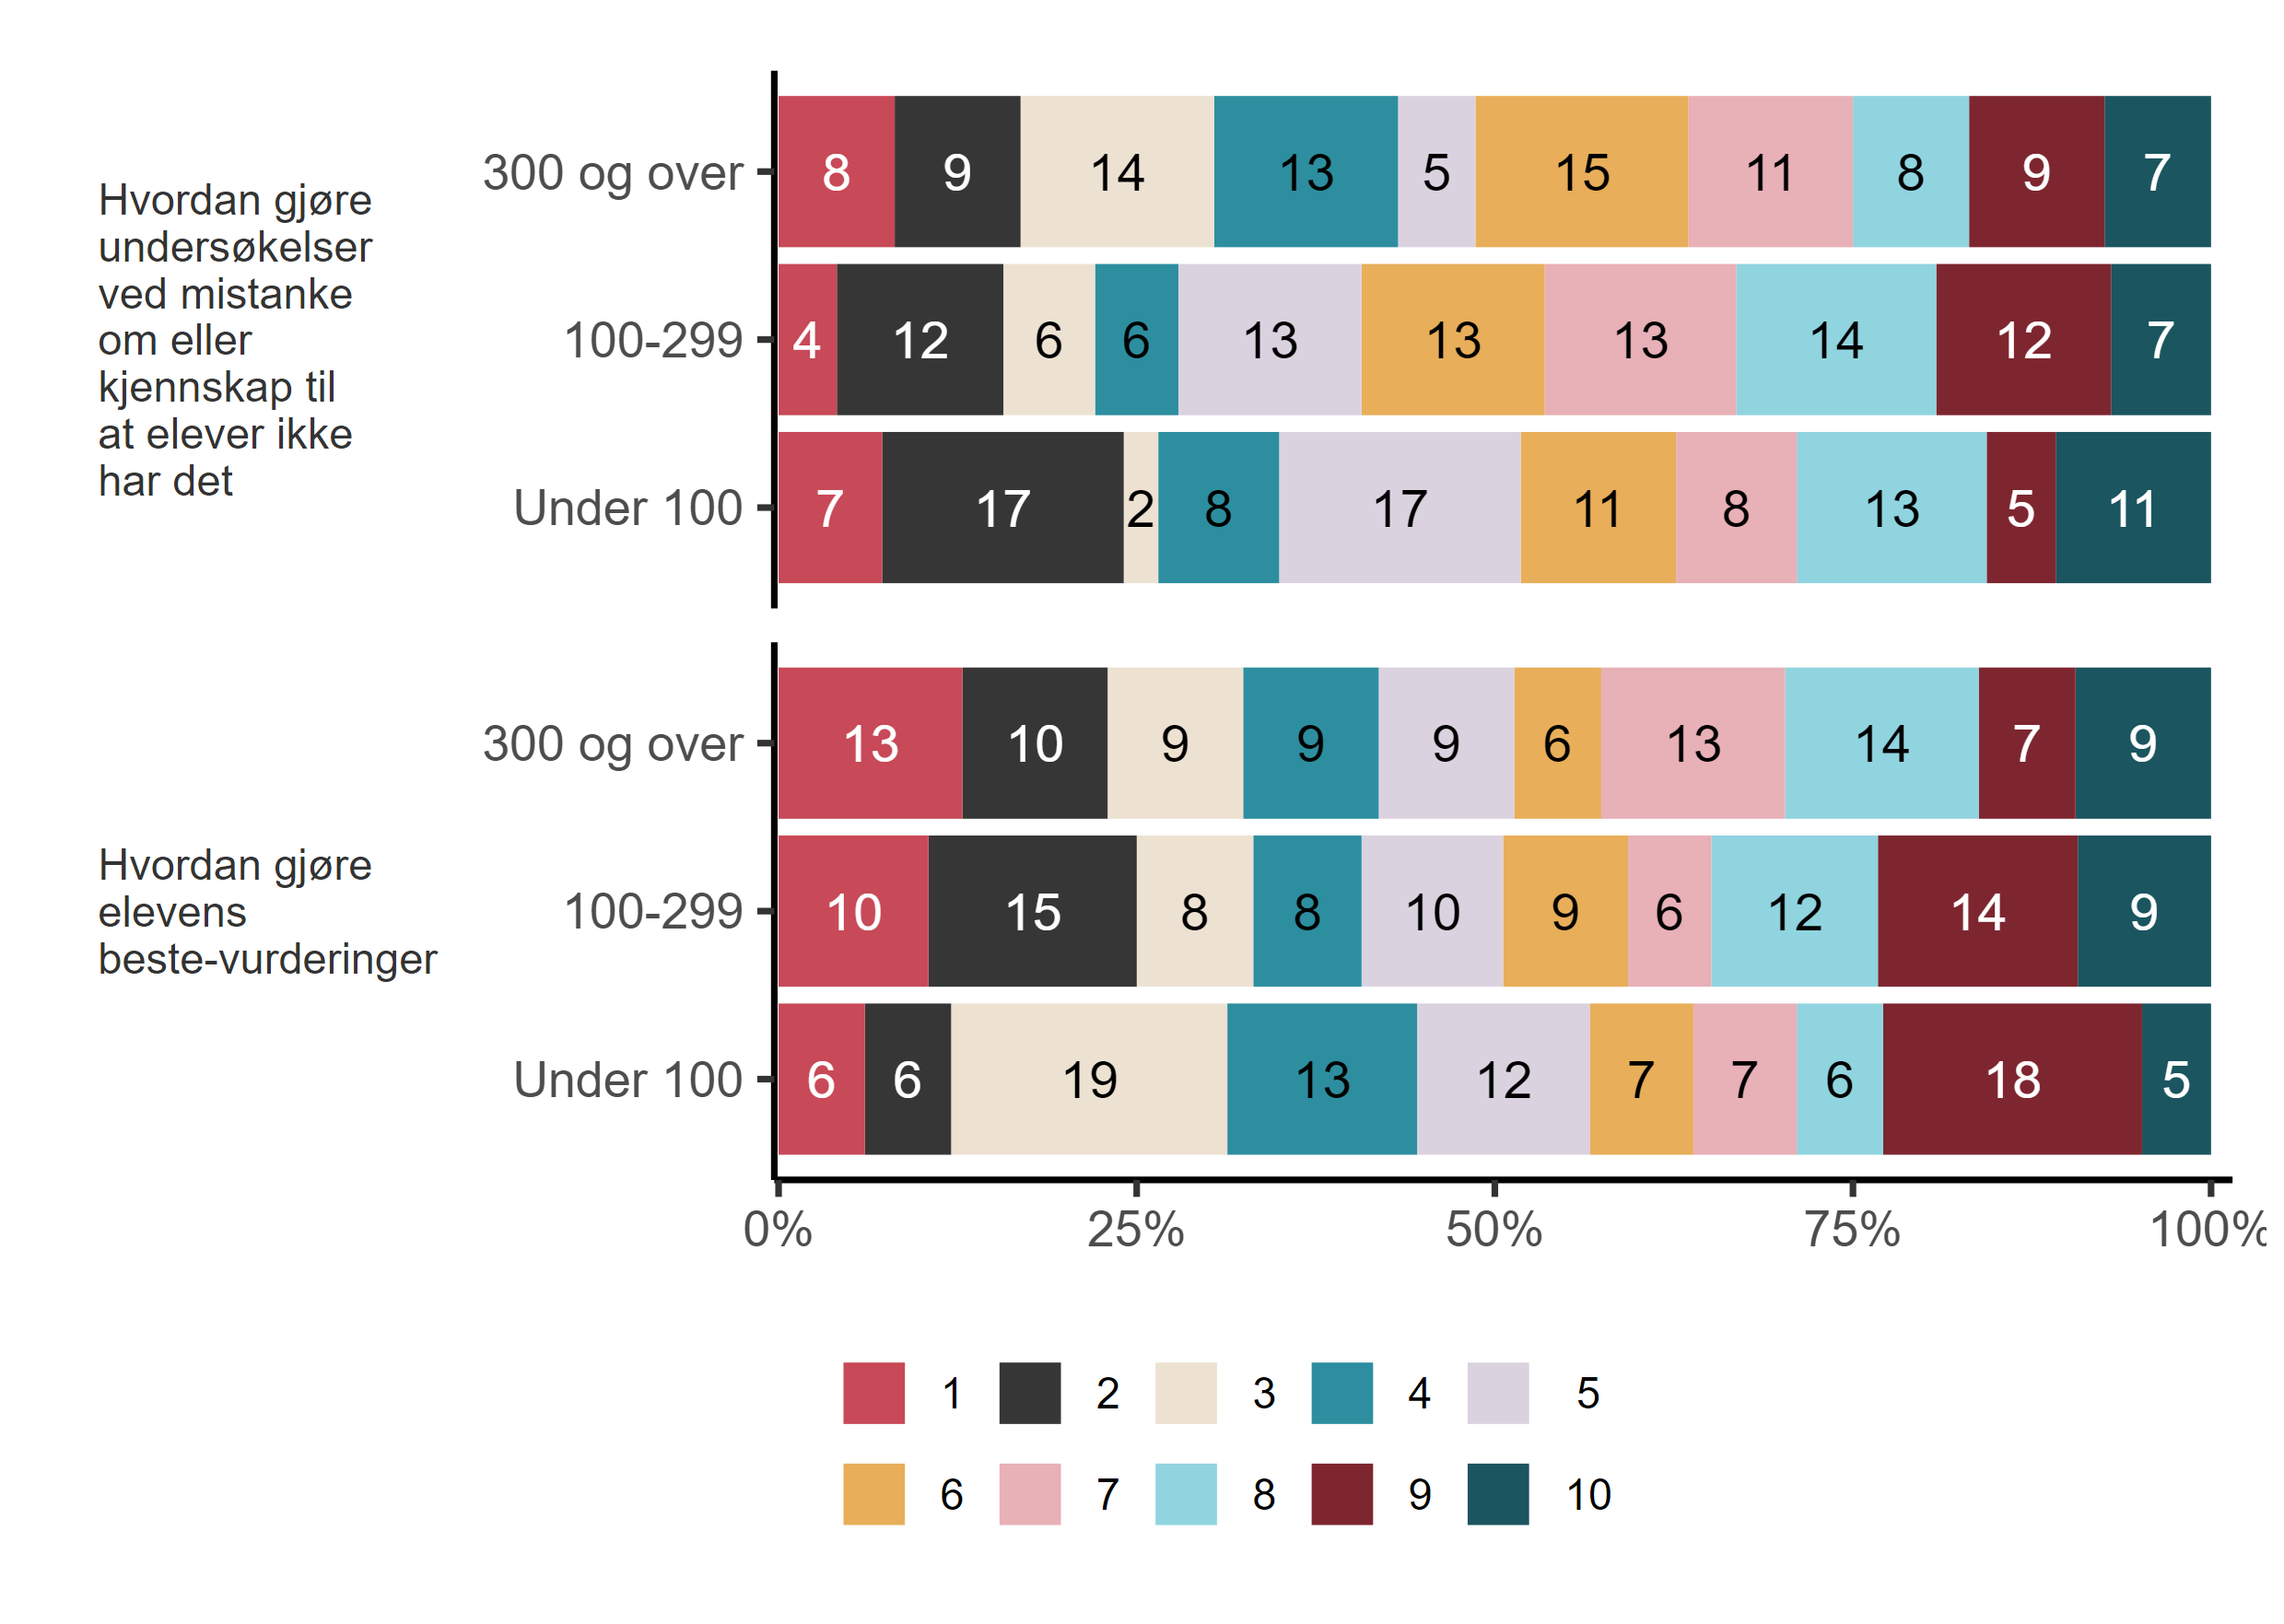 300 og over 8 9 14 13 5 15 11 8 9 7
Hvordan gjøre
undersøkelser
ved mistanke
om eller
kjennskap til
at elever ikke
har det
100-299 4 12 6 6 13 13 13 14 12 7
Under 100 7 17 2 8 17 11 8 13 5 11
300 og over 13 10 9 9 9 6 13 14 7 9
Hvordan gjøre
elevens
beste-vurderinger
100-299 10 15 8 8 10 9 6 12 14 9
Under 100 6 6 19 13 12 7 7 6 18 5
0% 25% 50% 75% 100%
1 2 3 4 5
6 7 8 9 10